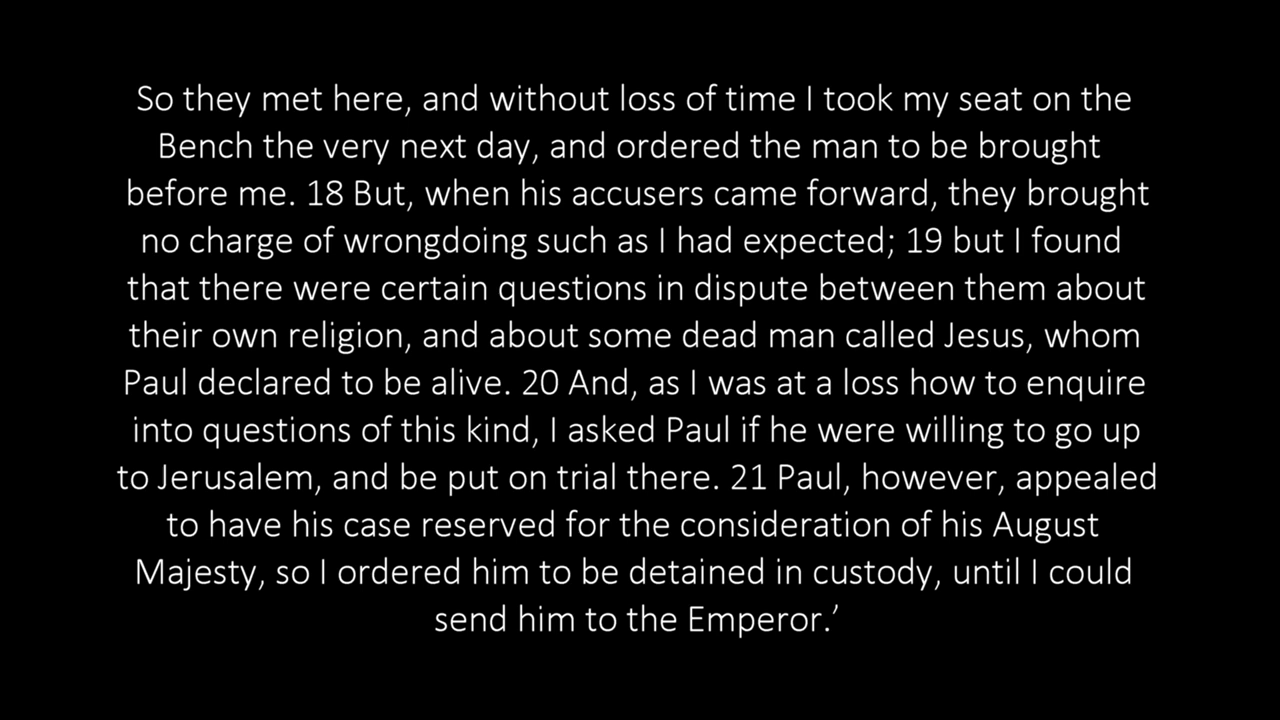 So they met here, and without loss of time I took my seat on the
Bench the very next day, and ordered the man to be brought
before me. 18 But, when his accusers came forward, they brought
no charge of wrongdoing such as I had expected; 19 but I found
that there were certain questions in dispute between them about
their own religion, and about some dead man called Jesus, whom
Paul declared to be alive. 20 And, as I was at a loss how to enquire
into questions of this kind, I asked Paul if he were willing to go up
to Jerusalem, and be put on trial there. 21 Paul, however, appealed
to have his case reserved for the consideration of his August
Majesty, so I ordered him to be detained in custody, until I could
send him to the Emperor.’